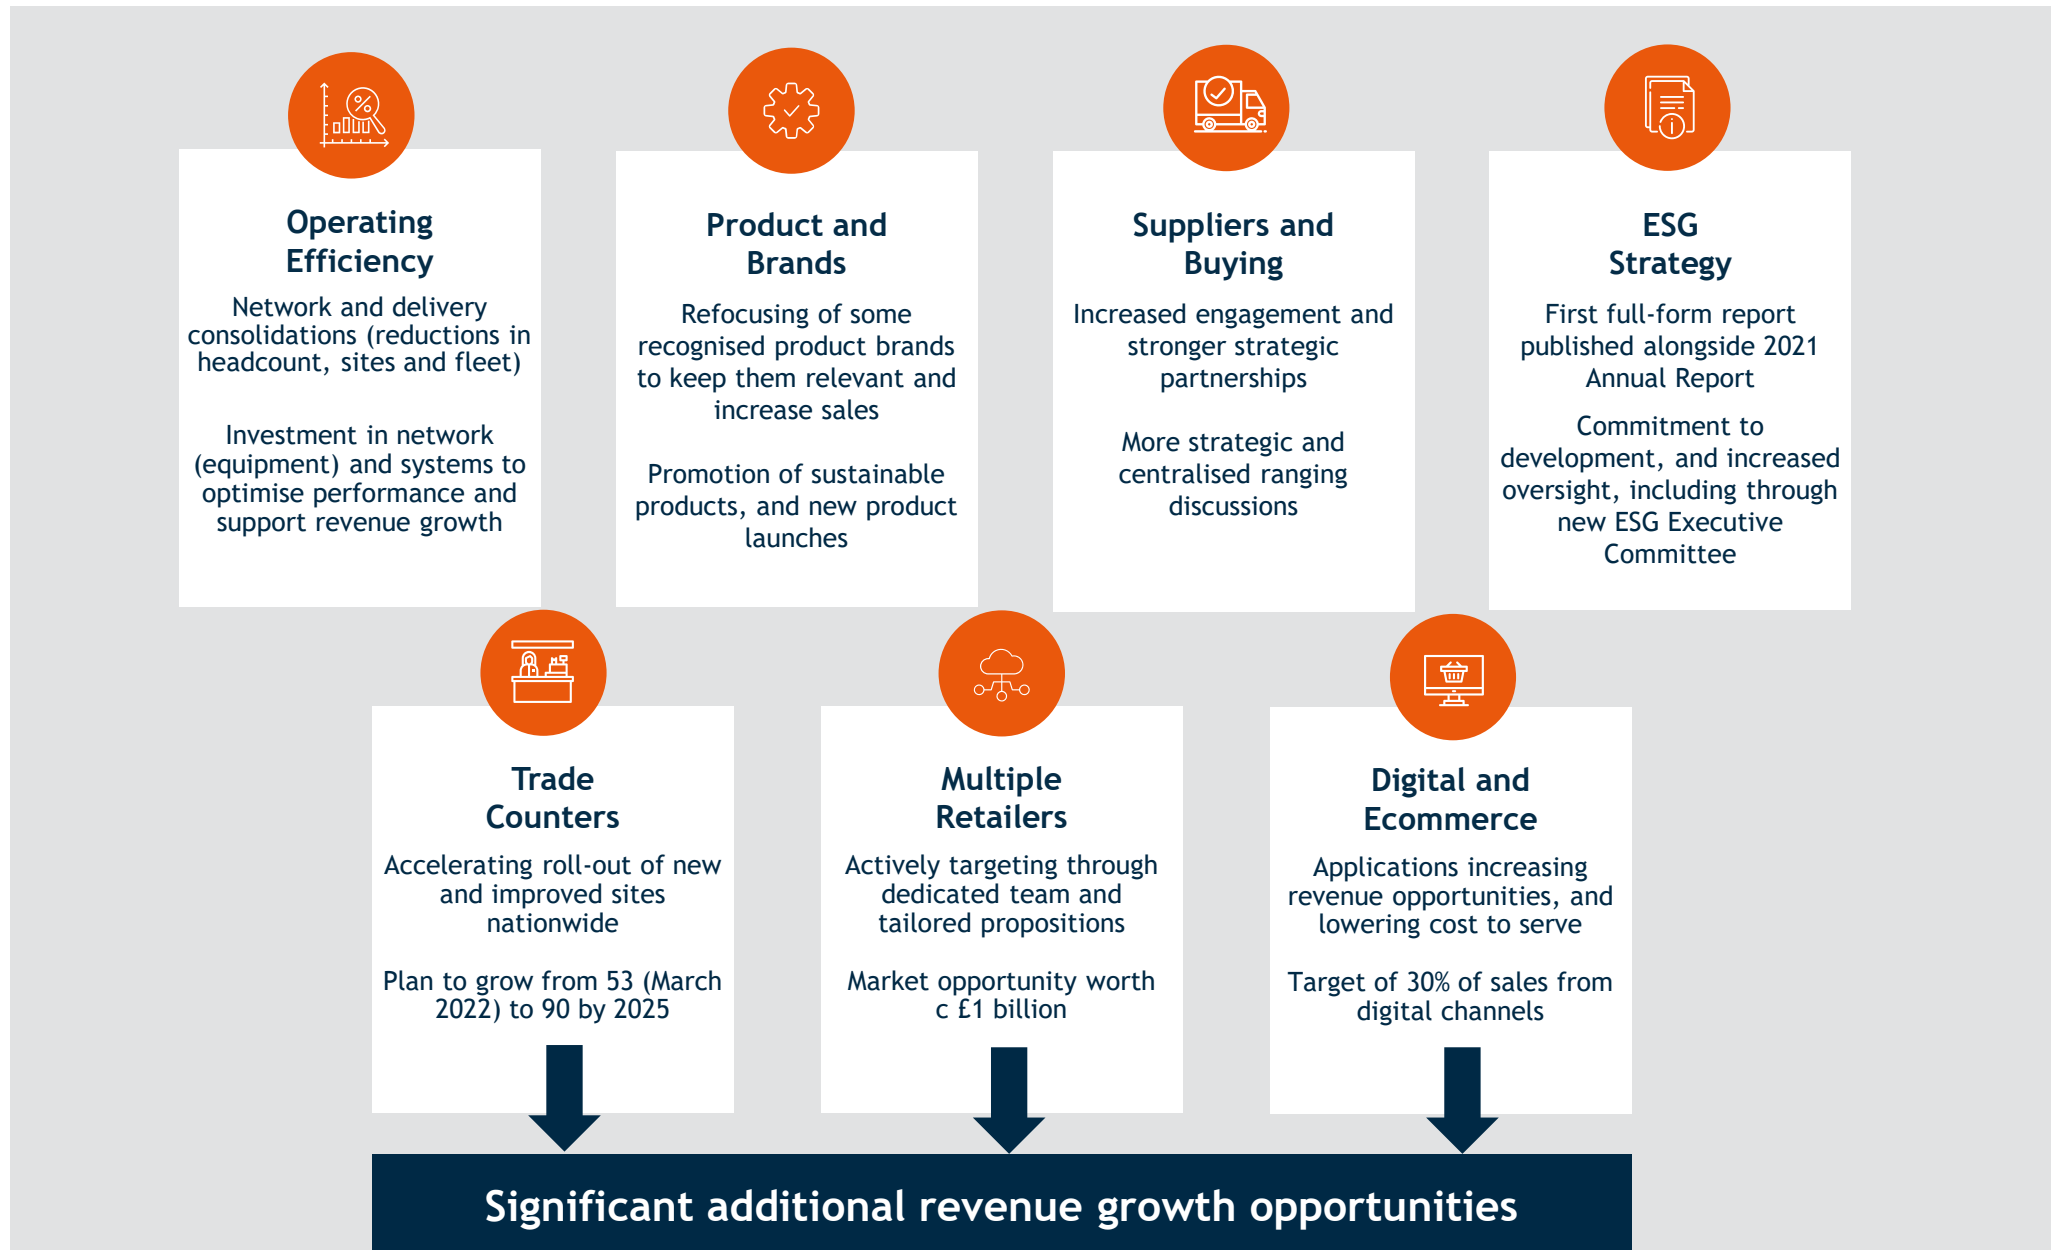 Operating
Efficiency
Network and delivery
consolidations (reductions in
headcount, sites and fleet)
Investment in network
(equipment) and systems to
optimise performance and
support revenue growth
Product and
Brands
Refocusing of some
recognised product brands
to keep them relevant and
increase sales
Promotion of sustainable
products, and new product
launches
Suppliers and
Buying
Increased engagement and
stronger strategic
partnerships
More strategic and
centralised ranging
discussions
ESG
Strategy
First full-form report
published alongside 2021
Annual Report
Commitment to
development, and increased
oversight, including through
new ESG Executive
Committee
Trade
Counters
Accelerating roll-out of new
and improved sites
nationwide
Plan to grow from 53 (March
2022) to 90 by 2025
Multiple
Retailers
Actively targeting through
dedicated team and
tailored propositions
Market opportunity worth
c £1 billion
Digital and
Ecommerce
Applications increasing
revenue opportunities, and
lowering cost to serve
Target of 30% of sales from
digital channels
Significant additional revenue growth opportunities